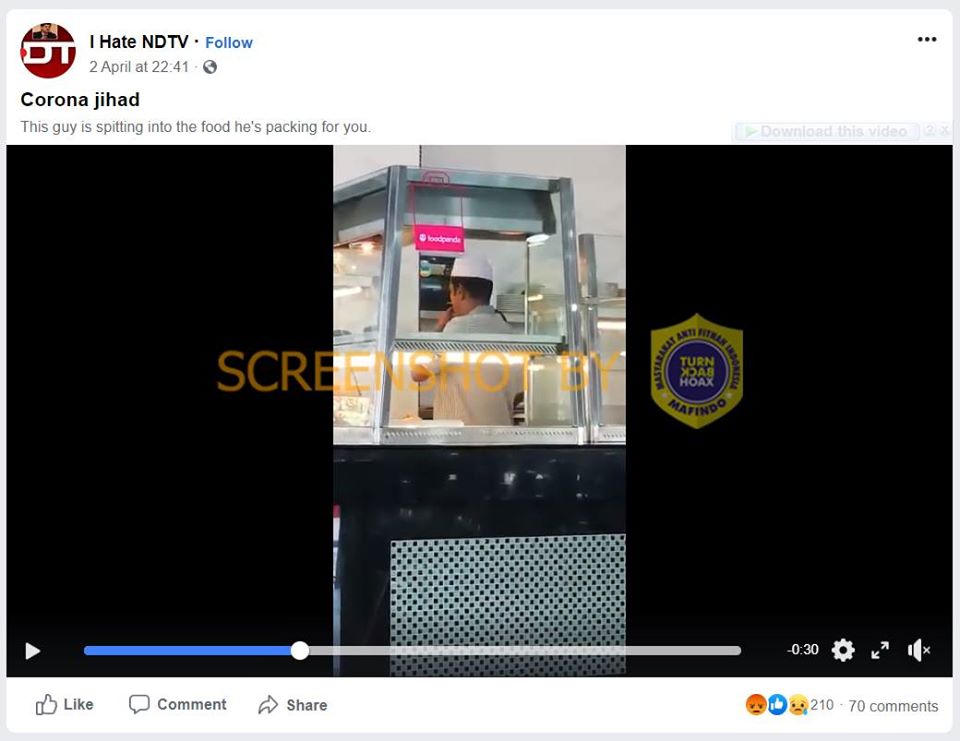 I Hate NDTV · Follow
2 April at 22:41 ·
Corona jihad
This guy is spitting into the food he's packing for you.
Download this video ? X
DT
foodpanda
SCREENSHOT BY
MASYARAKAT ANTI FITNAH INDONESIA
TURN
BACK
HOAX
MAFINDO
-0:30
Like Comment Share
210 · 70 comments